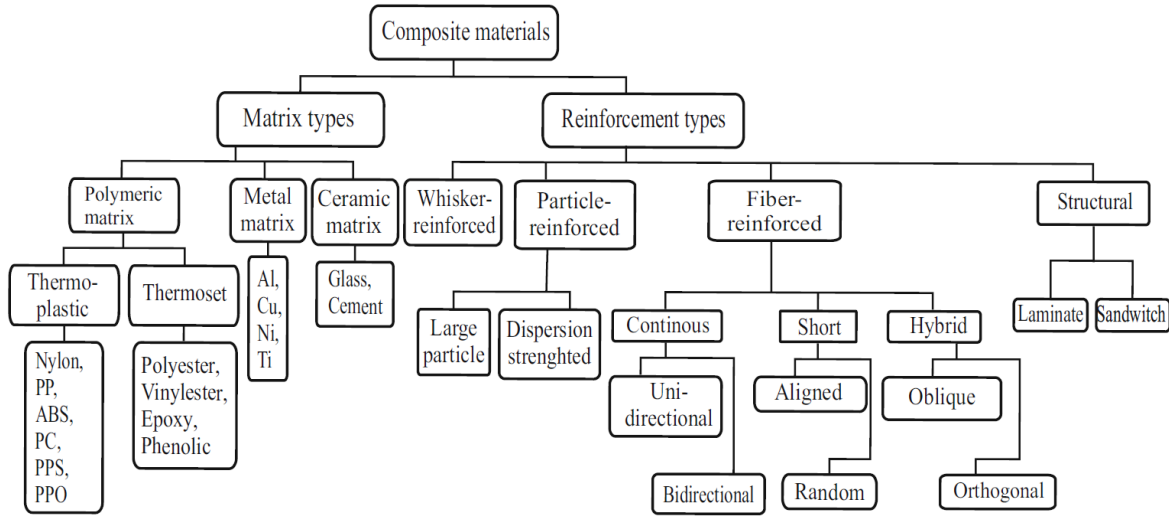 Composite materials
Matrix types
Reinforcement types
Polymeric
matrix
Metal
matrix
Ceramic
matrix
Whisker-
reinforced
Particle-
reinforced
Fiber-
reinforced
Structural
Thermo-
plastic
Thermoset
Al,
Cu,
Ni,
Ti
Glass,
Cement
Large
particle
Dispersion
strenghted
Continous
Short
Hybrid
Laminate
Sandwitch
Nylon,
PP,
ABS,
PC,
PPS,
PPO
Polyester,
Vinylester,
Epoxy,
Phenolic
Uni-
directional
Aligned
Oblique
Bidirectional
Random
Orthogonal